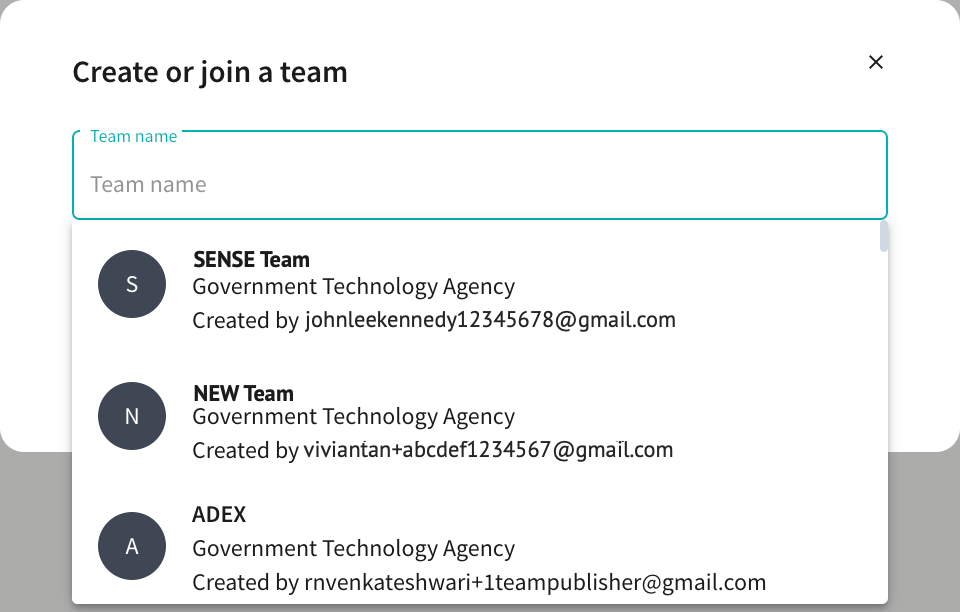 Create or join a team
Team name
Team name
S
SENSE Team
Government Technology Agency
Created by johnleekennedy12345678@gmail.com
N
NEW Team
Government Technology Agency
Created by viviantan+abcdef1234567@gmail.com
A
ADEX
Government Technology Agency
Created by rnvenkateshwari+1teampublisher@gmail.com